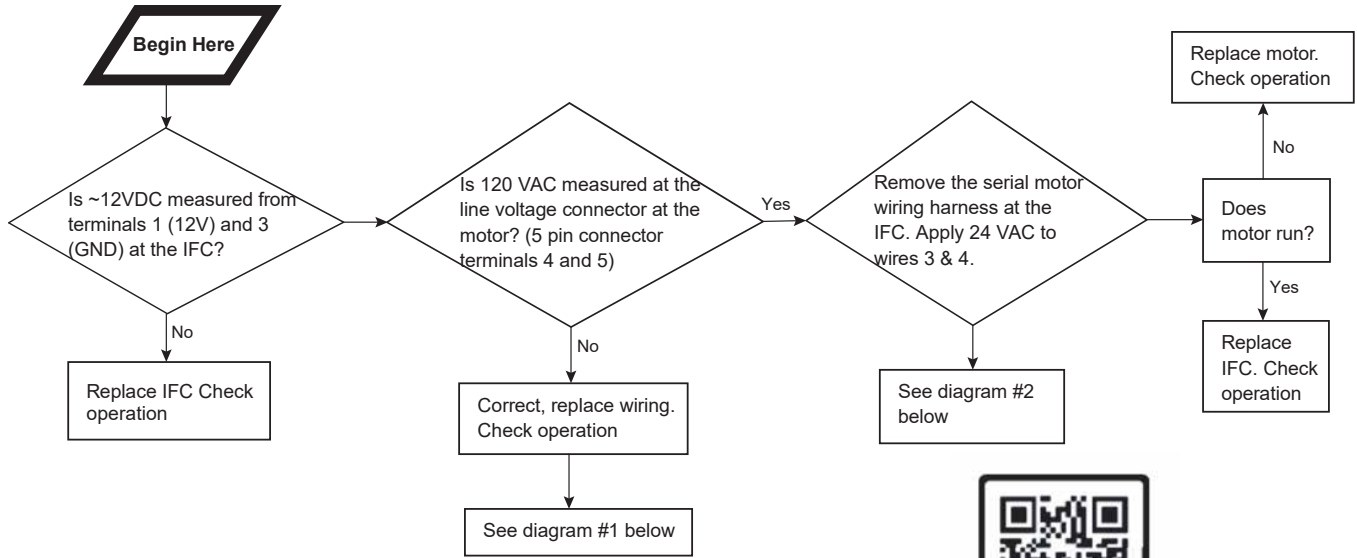 Begin Here
Is ~12VDC measured from
terminals 1 (12V) and 3
(GND) at the IFC?
No
Replace IFC Check
operation
Is 120 VAC measured at the
line voltage connector at the
motor? (5 pin connector
terminals 4 and 5)
Yes
No
Correct, replace wiring.
Check operation
See diagram #1 below
Remove the serial motor
wiring harness at the
IFC. Apply 24 VAC to
wires 3 & 4.
See diagram #2
below
Does
motor run?
No
Replace motor.
Check operation
Yes
Replace
IFC. Check
operation